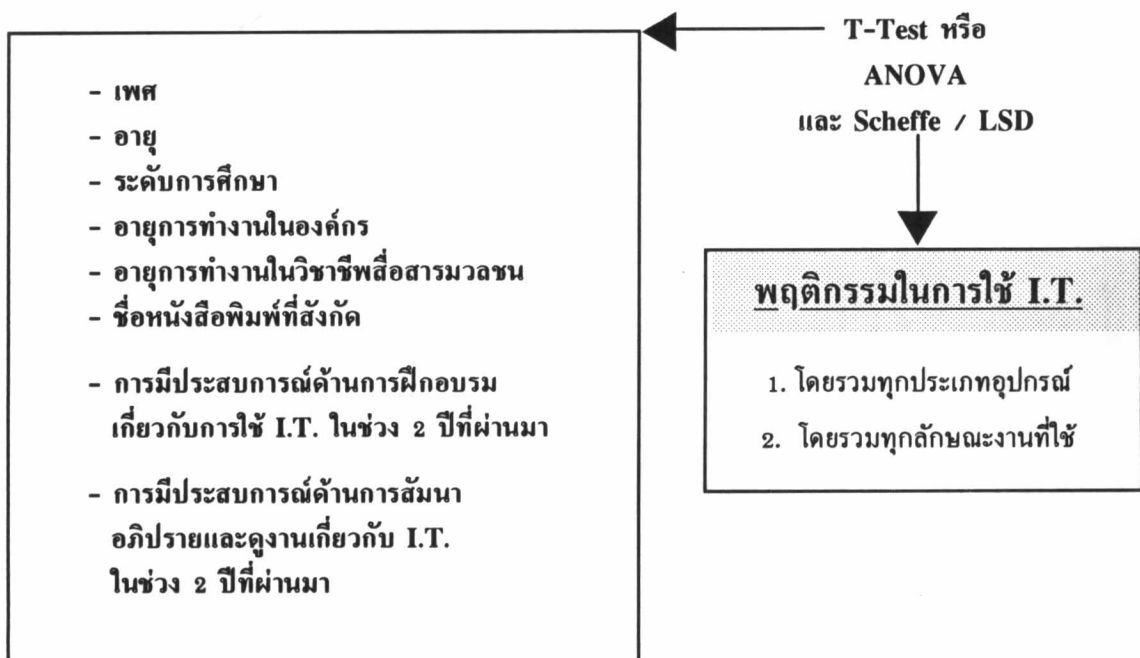 T-Test หรือ
ANOVA
และ Scheffe / LSD
- เพศ
- อายุ
- ระดับการศึกษา
- อายุการทำงานในองค์กร
- อายุการทำงานในวิชาชีพสื่อสารมวลชน
- ชื่อหนังสือพิมพ์ที่สังกัด
- การมีประสบการณ์ด้านการฝึกอบรม
เกี่ยวกับการใช้ I.T. ในช่วง 2 ปีที่ผ่านมา
- การมีประสบการณ์ด้านการสัมนา
อภิปรายและดูงานเกี่ยวกับ I.T.
ในช่วง 2 ปีที่ผ่านมา
พฤติกรรมในการใช้ I.T.
1. โดยรวมทุกประเภทอุปกรณ์
2. โดยรวมทุกลักษณะงานที่ใช้